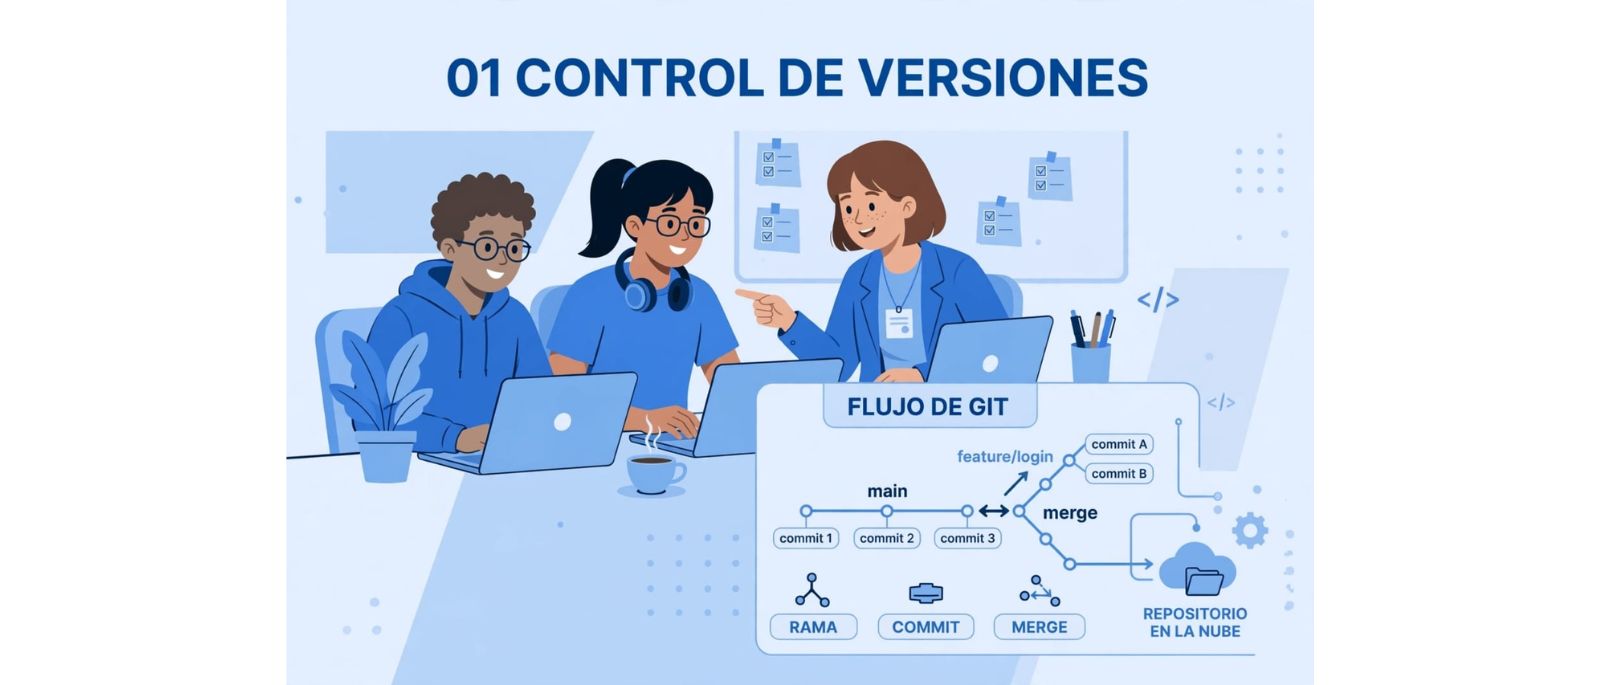 01 CONTROL DE VERSIONES
</>
</>
FLUJO DE GIT
feature/login
commit A
commit B
main
merge
commit 1
commit 2
commit 3
RAMA
COMMIT
MERGE
REPOSITORIO
EN LA NUBE